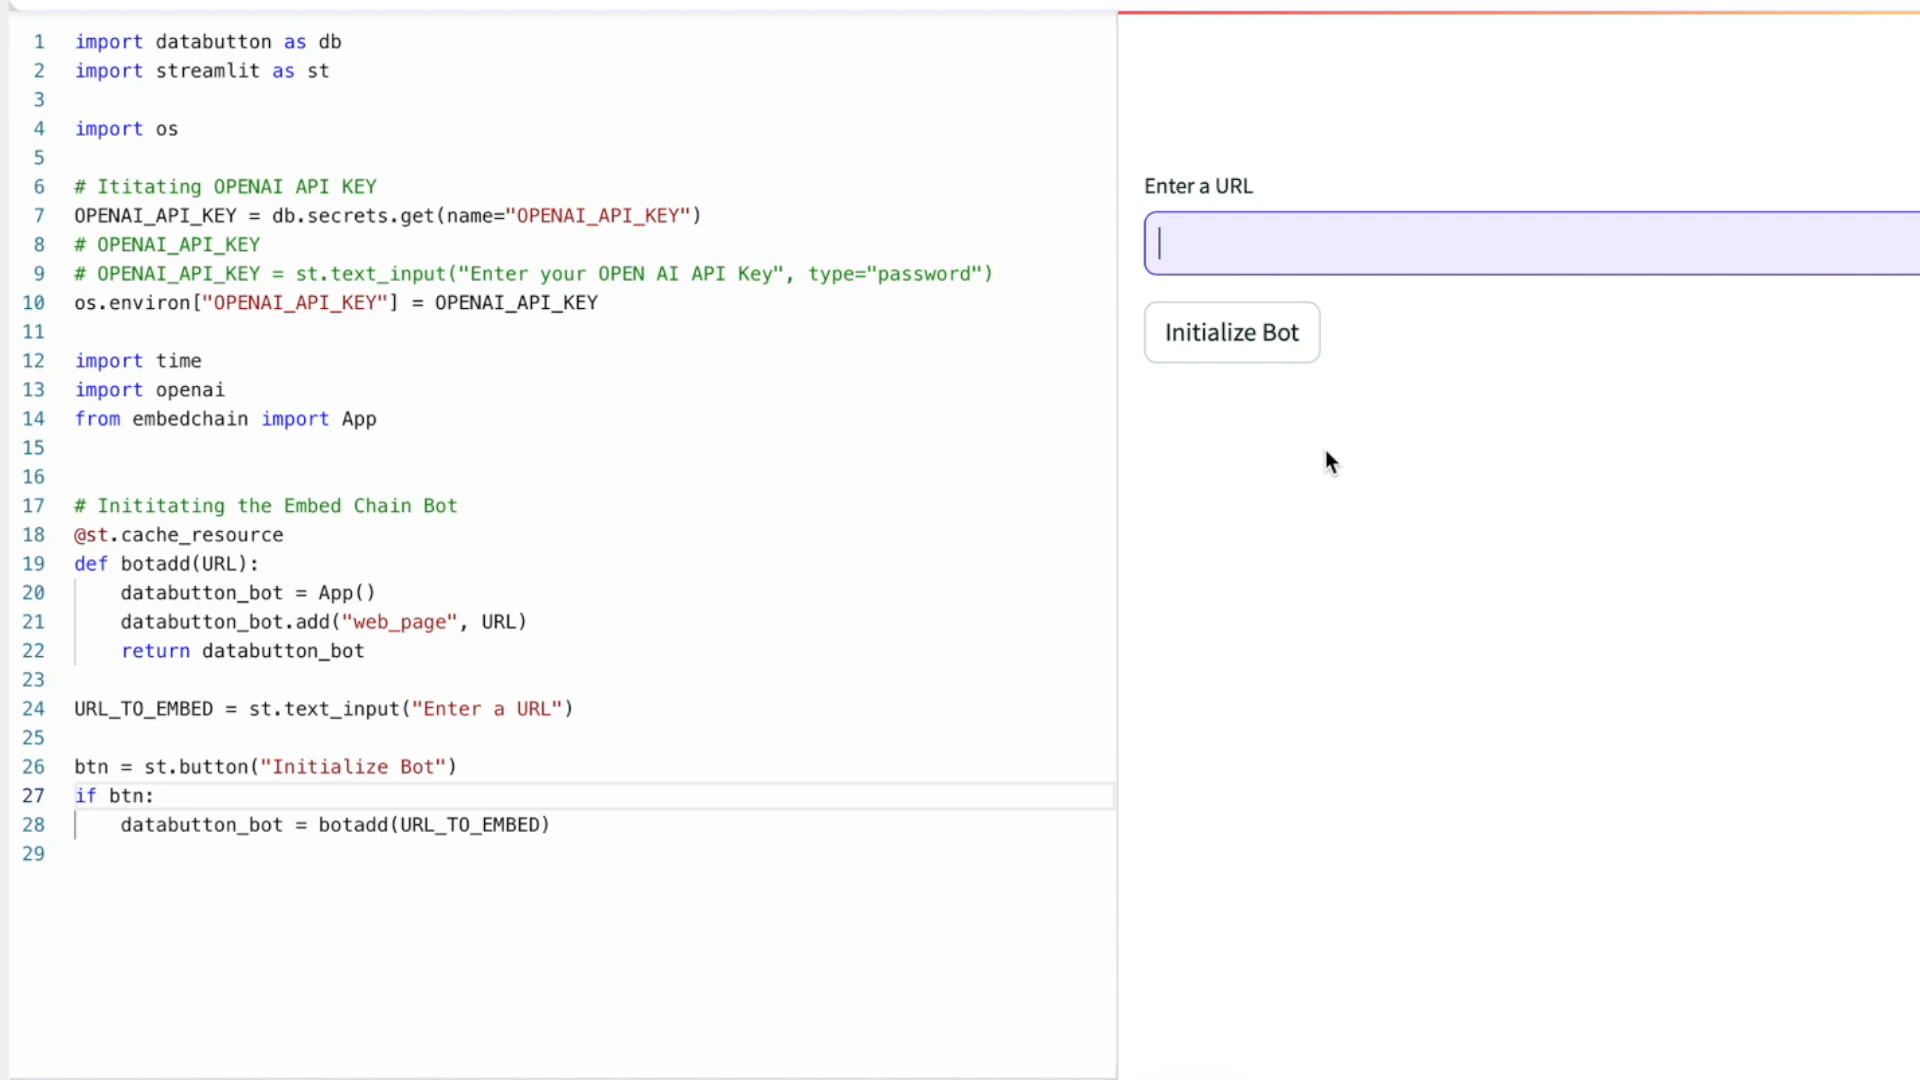 1 import databutton as db
2 import streamlit as st
3
4 import os
5
6 # Ititating OPENAI API KEY
7 OPENAI_API_KEY = db.secrets.get(name="OPENAI_API_KEY")
8 # OPENAI_API_KEY
9 # OPENAI_API_KEY = st.text_input("Enter your OPEN AI API Key", type="password")
10 os.environ["OPENAI_API_KEY"] = OPENAI_API_KEY
11
12 import time
13 import openai
14 from embedchain import App
15
16
17 # Inititating the Embed Chain Bot
18 @st.cache_resource
19 def botadd(URL):
20     databutton_bot = App()
21     databutton_bot.add("web_page", URL)
22     return databutton_bot
23
24 URL_TO_EMBED = st.text_input("Enter a URL")
25
26 btn = st.button("Initialize Bot")
27 if btn:
28     databutton_bot = botadd(URL_TO_EMBED)
29
Enter a URL
Initialize Bot